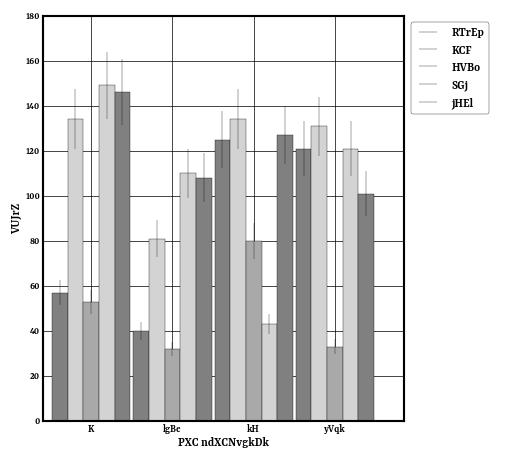 180
160
140
120
100
80
60
40
20
0
VUJrZ
K
lgBc
kH
yVqk
PXC ndXCNvgkDk
RTrEp
KCF
HVBo
SGj
jHEl